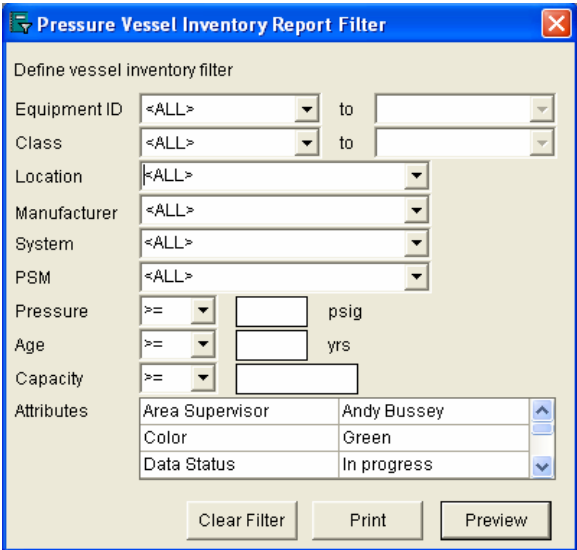 Pressure Vessel Inventory Report Filter
Define vessel inventory filter
Equipment ID <ALL> to
Class <ALL> to
Location <ALL>
Manufacturer <ALL>
System <ALL>
PSM <ALL>
Pressure >= psig
Age >= yrs
Capacity >=
Attributes Area Supervisor Andy Bussey
Color Green
Data Status In progress
Clear Filter Print Preview